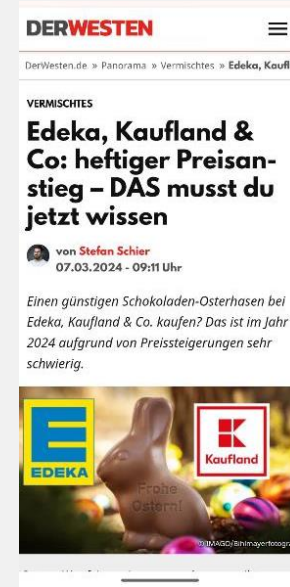 DERWESTEN
DerWesten.de » Panorama » Vermischtes » Edeka, Kaufl
VERMISCHTES
Edeka, Kaufland &
Co: heftiger Preisan-
stieg – DAS musst du
jetzt wissen
von Stefan Schier
07.03.2024 - 09:11 Uhr
Einen günstigen Schokoladen-Osterhasen bei
Edeka, Kaufland & Co. kaufen? Das ist im Jahr
2024 aufgrund von Preissteigerungen sehr
schwierig.
E
EDEKA
K
Kaufland
Frohe
Ostern!
© IMAGO/Bihlmayerfotogra